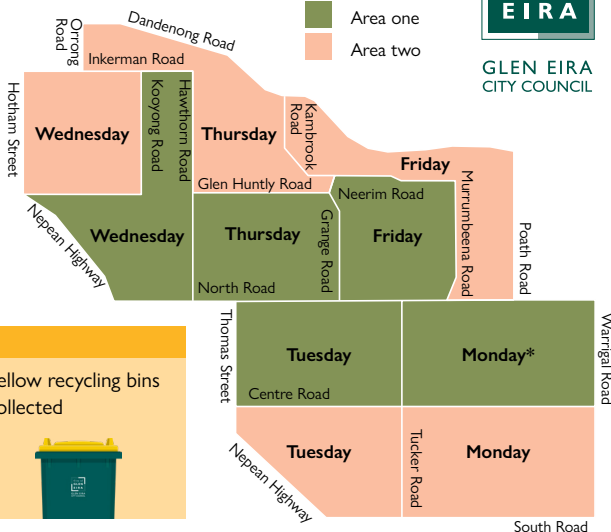 Area one
Area two
EIRA
GLEN EIRA
CITY COUNCIL
Dandenong Road
Orrong
Road
Inkerman Road
Hotham Street
Wednesday
Kooyong Road
Hawthorn Road
Thursday
Kambrook
Road
Friday
Glen Huntly Road
Neerim Road
Murrumbeena Road
Poath Road
Nepean Highway
Wednesday
Thursday
Grange Road
Friday
North Road
Thomas Street
Tuesday
Monday*
Warrigal Road
Centre Road
Tuesday
Tucker Road
Monday
Nepean Highway
South Road
ellow recycling bins
ollected